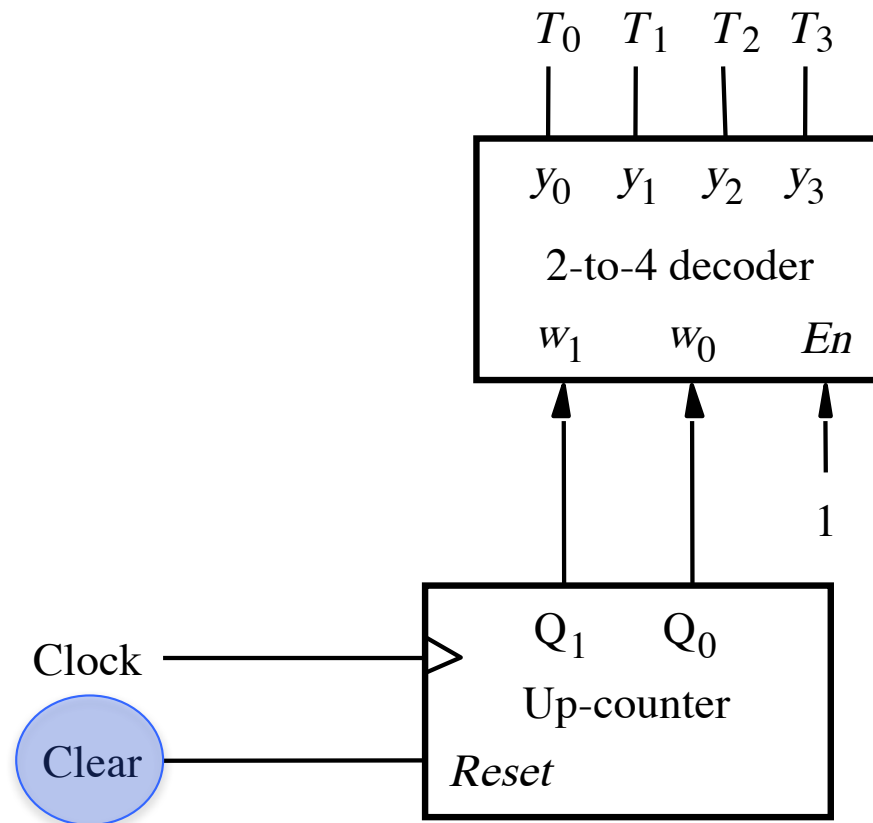 T0 T1 T2 T3
y0 y1 y2 y3
2-to-4 decoder
w1 w0 En
1
Q1 Q0
Clock
Up-counter
Clear
Reset